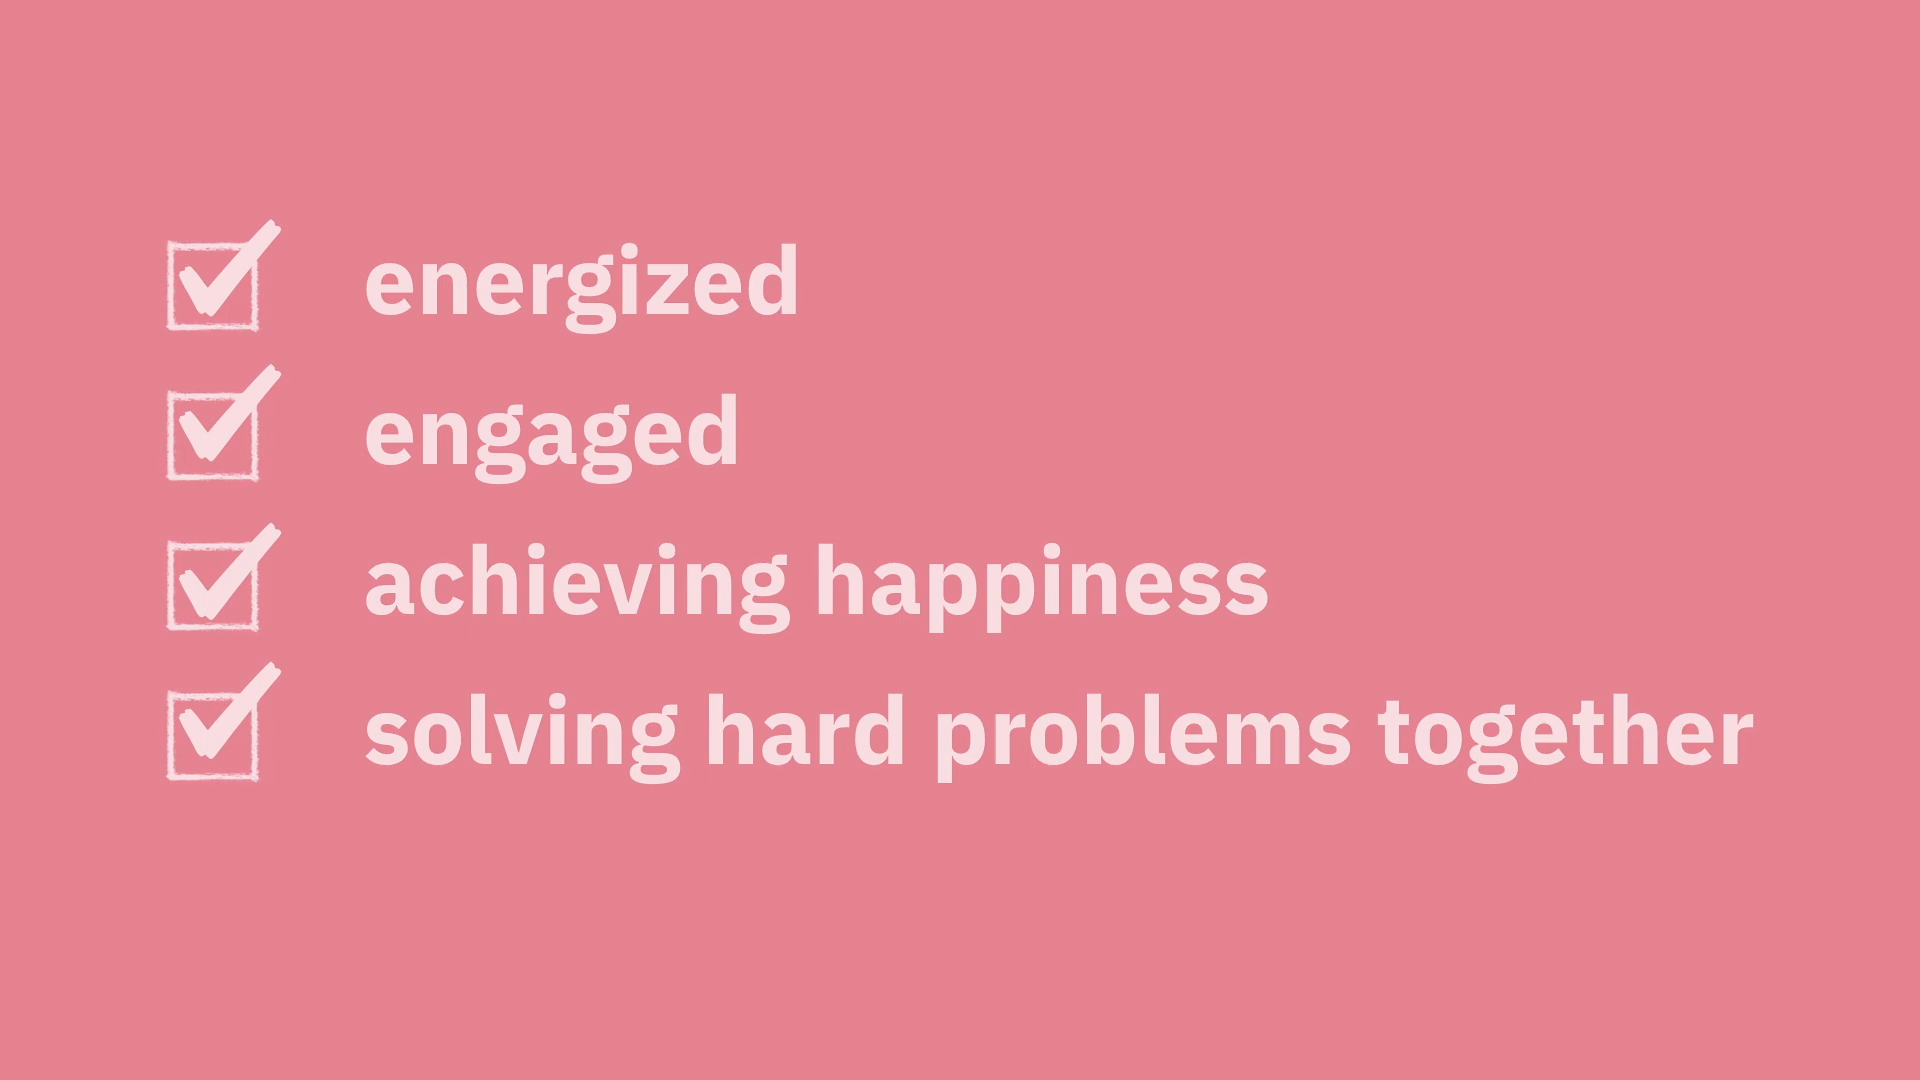 energized
engaged
achieving happiness
solving hard problems together